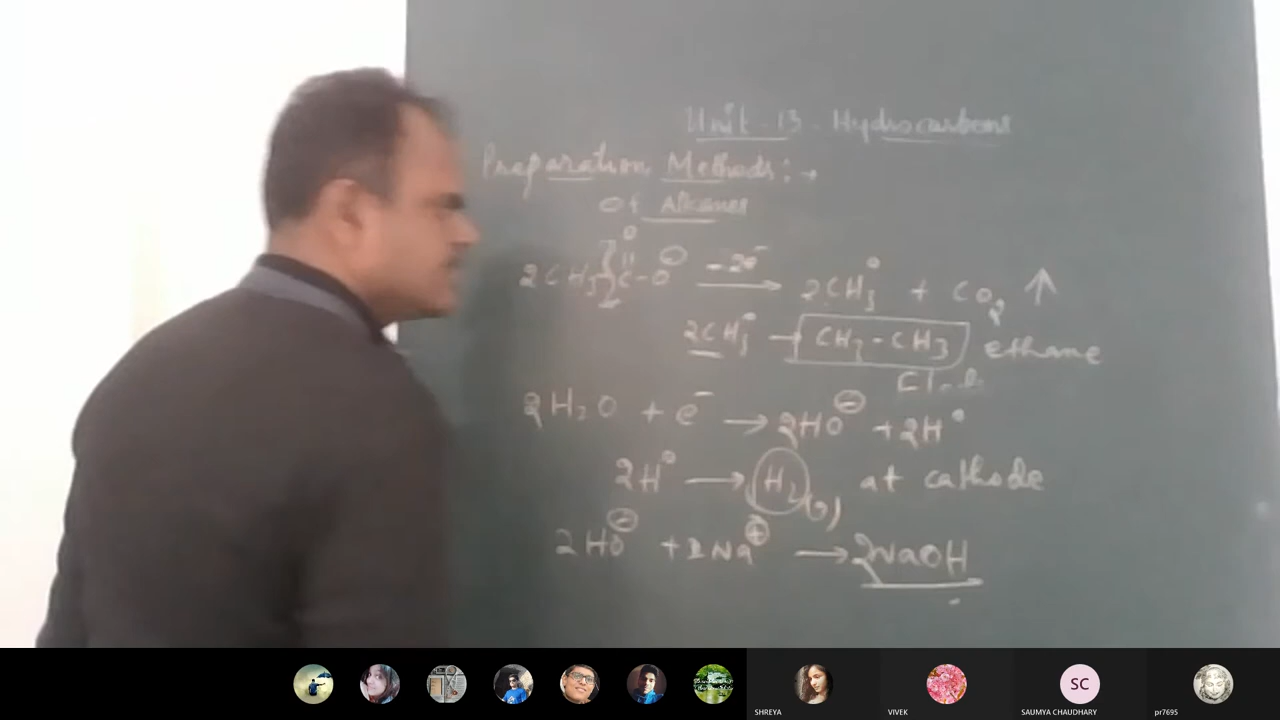 Unit - 13 - Hydrocarbons
Preparation Methods :→
Of Alkanes
O
2CH₃ C-O⊖ -2e⁻ → 2CH₃• + CO₂ ↑
2CH₃• → CH₃-CH₃ ethane
2H₂O + e⁻ → 2HO⊖ + 2H•
2H• → H₂(g) at cathode
2HO⊖ + 2Na⊕ → 2NaOH
SC
SHREYA VIVEK SAUMYA CHAUDHARY pr7695